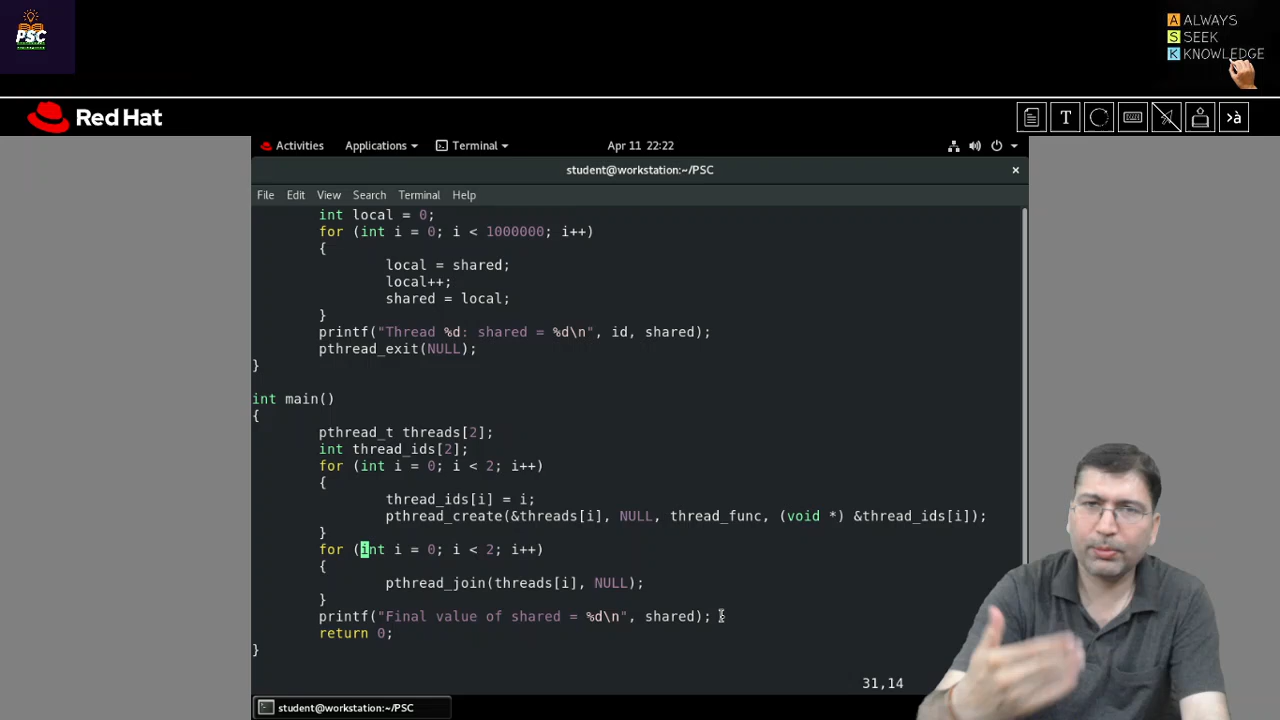 PSC
A ALWAYS
S SEEK
K KNOWLEDGE
Red Hat
T
>à
Activities Applications Terminal Apr 11 22:22
student@workstation:~/PSC ×
File Edit View Search Terminal Help
int local = 0;
for (int i = 0; i < 1000000; i++)
{
local = shared;
local++;
shared = local;
}
printf("Thread %d: shared = %d\n", id, shared);
pthread_exit(NULL);
}
int main()
{
pthread_t threads[2];
int thread_ids[2];
for (int i = 0; i < 2; i++)
{
thread_ids[i] = i;
pthread_create(&threads[i], NULL, thread_func, (void *) &thread_ids[i]);
}
for (int i = 0; i < 2; i++)
{
pthread_join(threads[i], NULL);
}
printf("Final value of shared = %d\n", shared);
return 0;
}
31,14
student@workstation:~/PSC